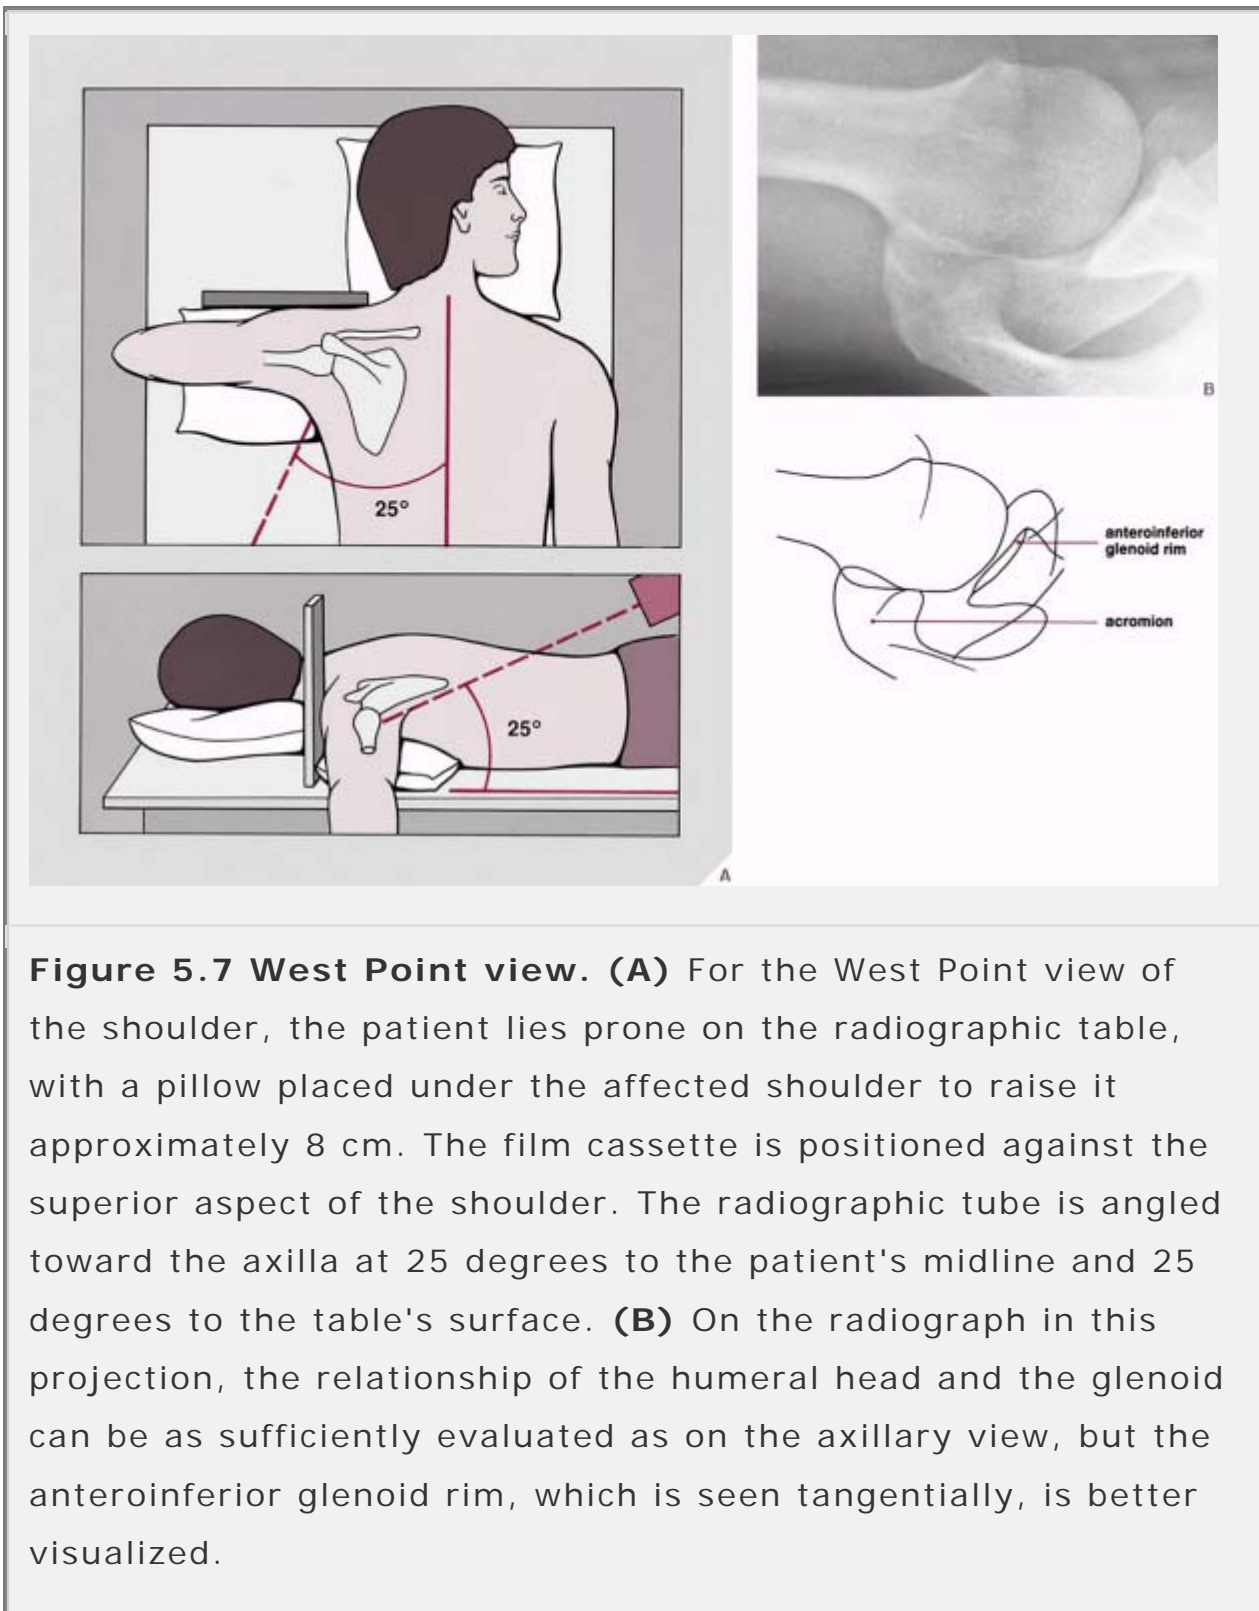 25°
25°
A
B
anteroinferior
glenoid rim
acromion
Figure 5.7 West Point view. (A) For the West Point view of
the shoulder, the patient lies prone on the radiographic table,
with a pillow placed under the affected shoulder to raise it
approximately 8 cm. The film cassette is positioned against the
superior aspect of the shoulder. The radiographic tube is angled
toward the axilla at 25 degrees to the patient's midline and 25
degrees to the table's surface. (B) On the radiograph in this
projection, the relationship of the humeral head and the glenoid
can be as sufficiently evaluated as on the axillary view, but the
anteroinferior glenoid rim, which is seen tangentially, is better
visualized.